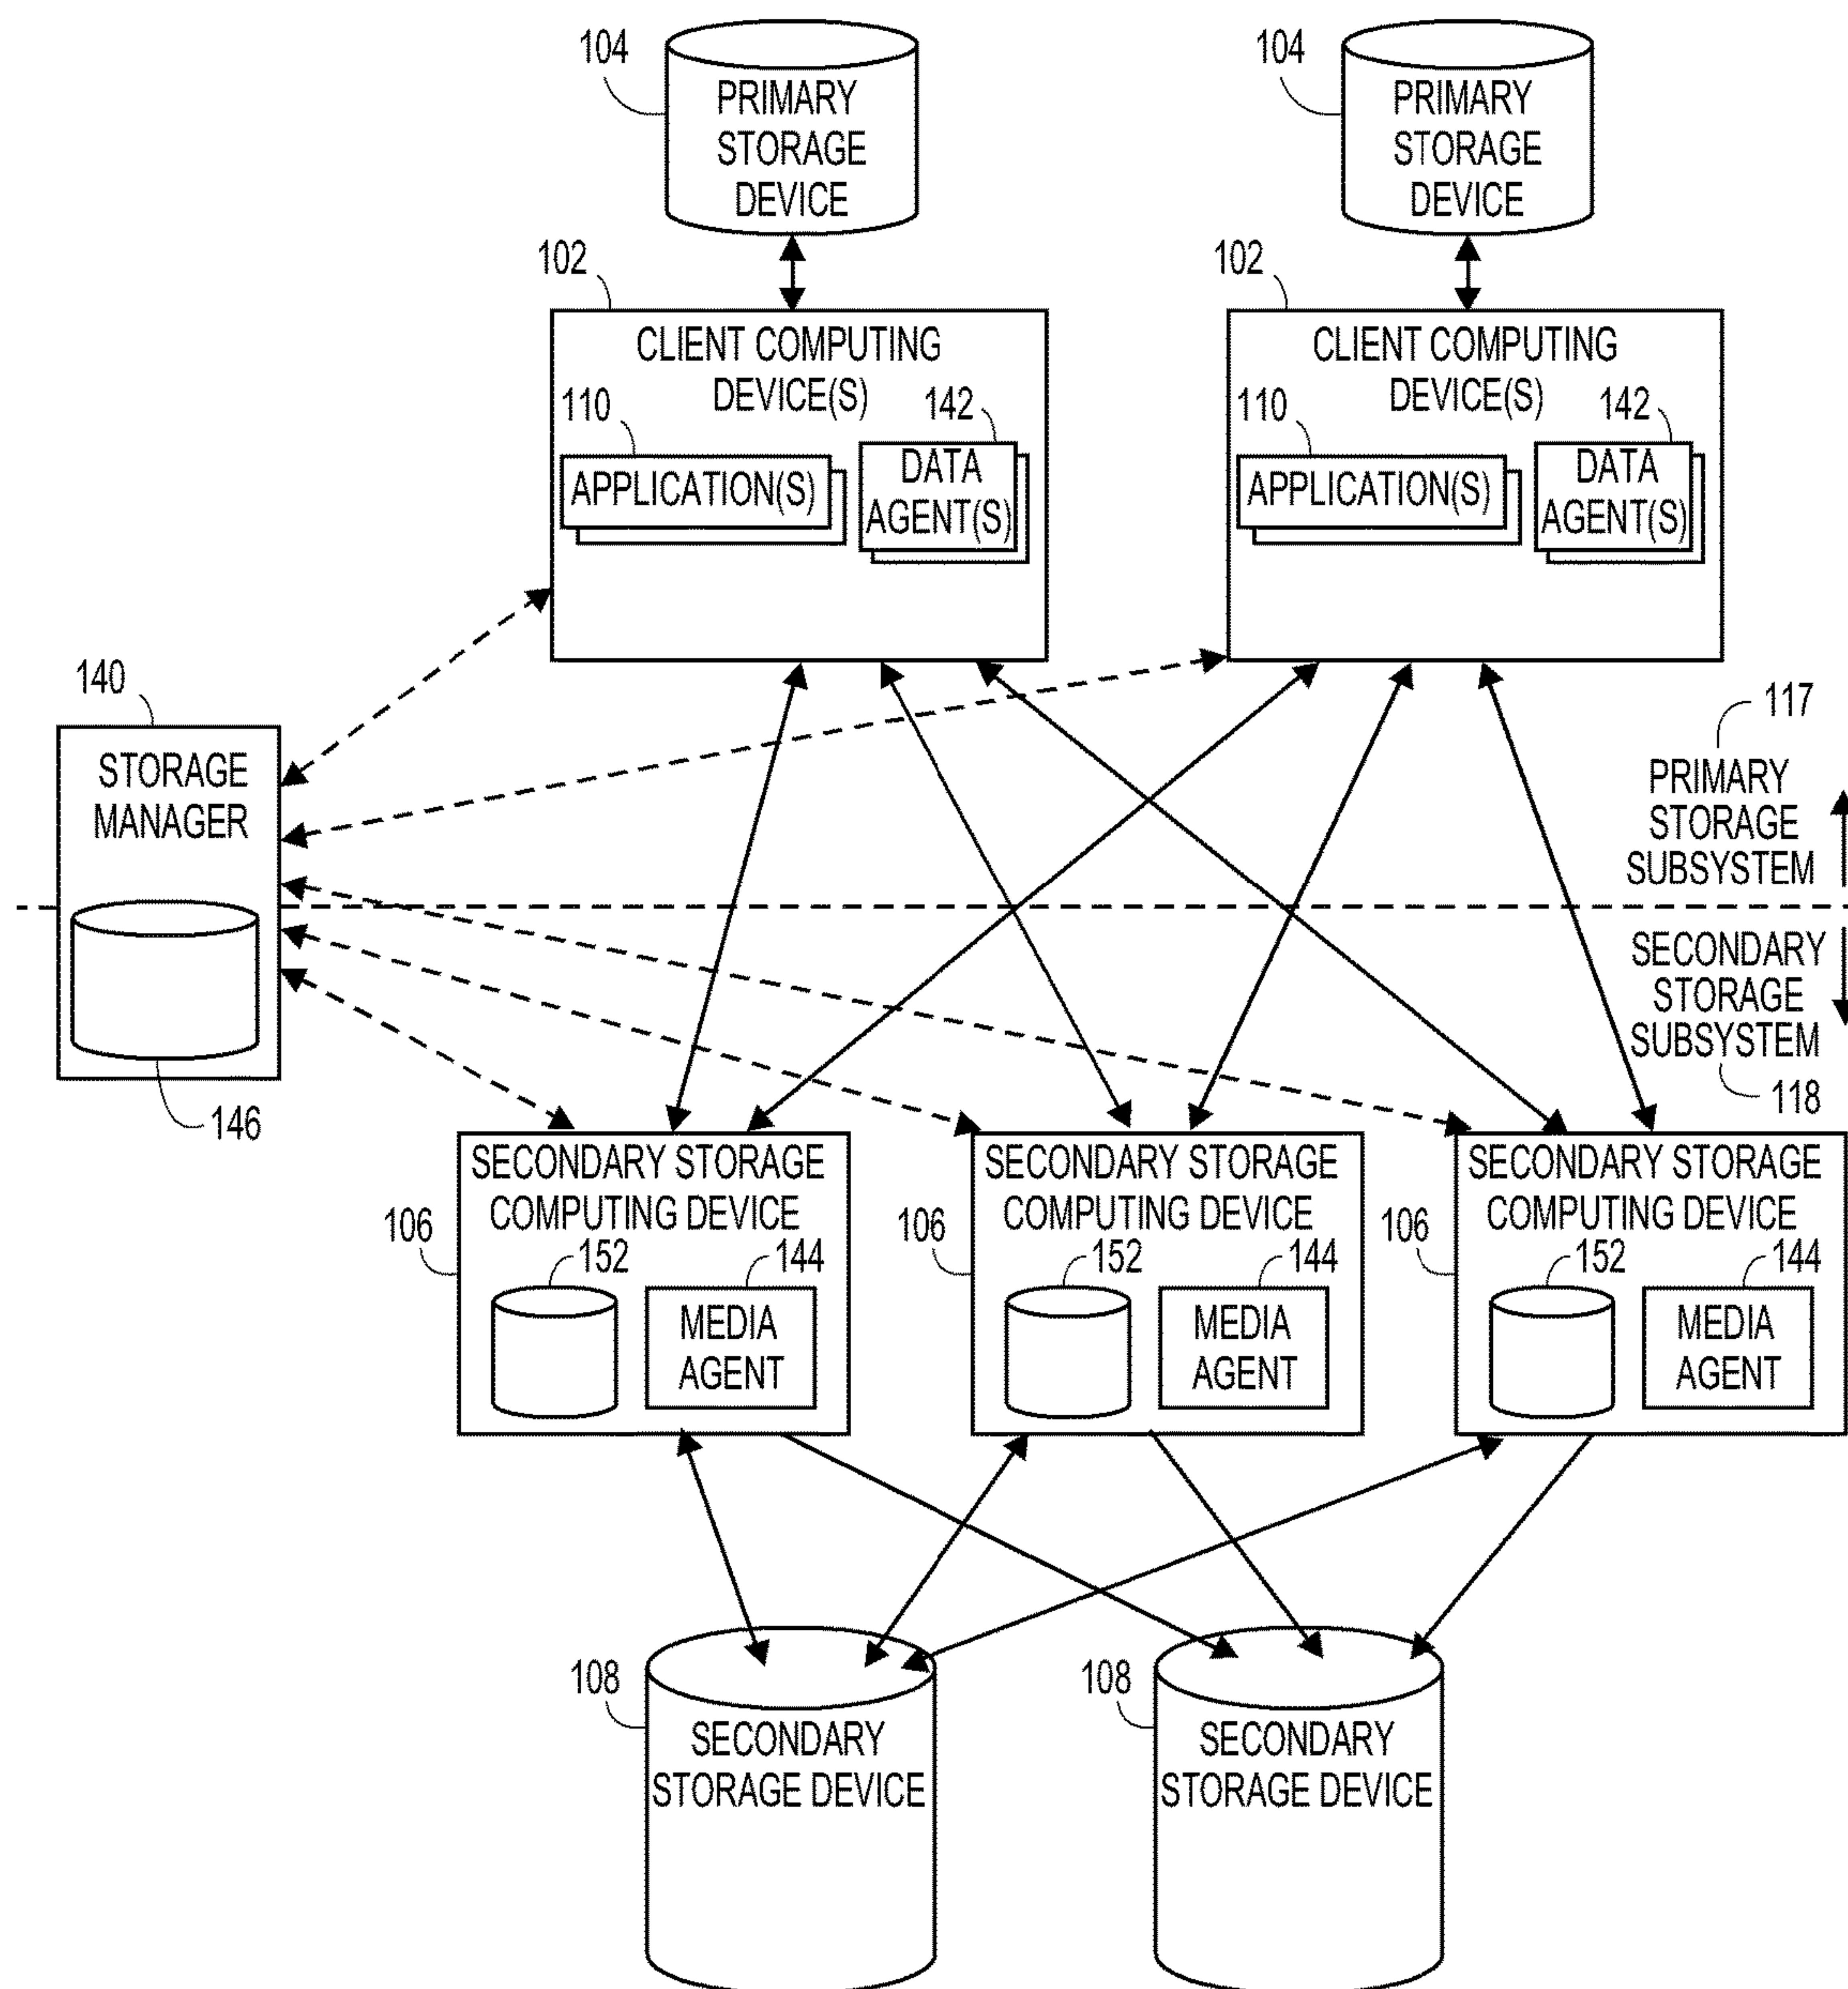 104
PRIMARY
STORAGE
DEVICE
104
PRIMARY
STORAGE
DEVICE
102
CLIENT COMPUTING
DEVICE(S)
110
142
APPLICATION(S)
DATA
AGENT(S)
102
CLIENT COMPUTING
DEVICE(S)
110
142
APPLICATION(S)
DATA
AGENT(S)
140
STORAGE
MANAGER
146
117
PRIMARY
STORAGE
SUBSYSTEM
SECONDARY
STORAGE
SUBSYSTEM
118
SECONDARY STORAGE
COMPUTING DEVICE
106
152
144
MEDIA
AGENT
SECONDARY STORAGE
COMPUTING DEVICE
106
152
144
MEDIA
AGENT
SECONDARY STORAGE
COMPUTING DEVICE
106
152
144
MEDIA
AGENT
108
SECONDARY
STORAGE DEVICE
108
SECONDARY
STORAGE DEVICE